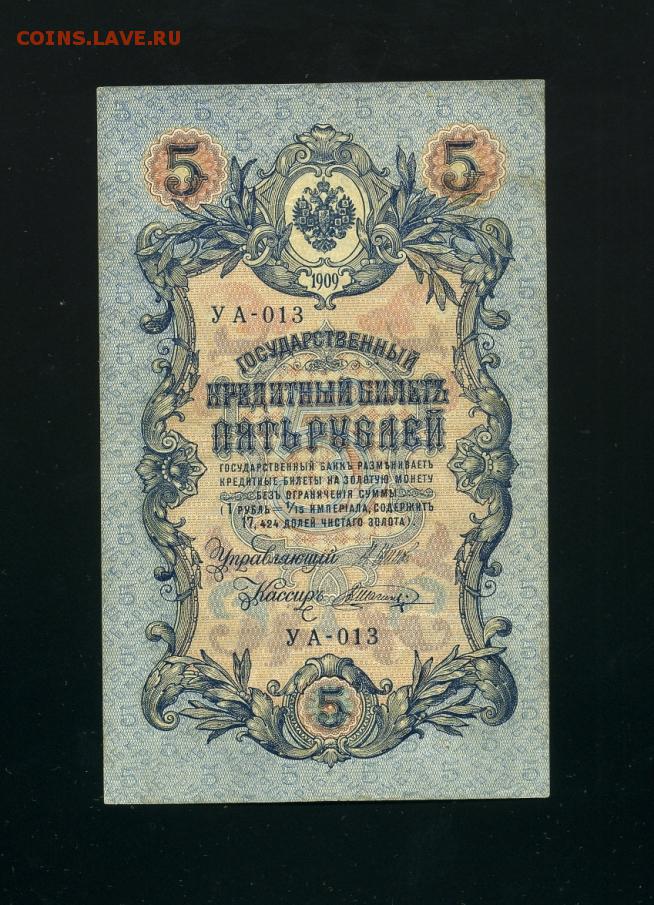 COINS.LAVE.RU
5 5
1909
УА-013
ГОСУДАРСТВЕННЫЙ
КРЕДИТНЫЙ БИЛЕТЪ
ПЯТЬ РУБЛЕЙ
ГОСУДАРСТВЕННЫЙ БАНКЪ РАЗМѢНИВАЕТЪ
КРЕДИТНЫЕ БИЛЕТЫ НА ЗОЛОТУЮ МОНЕТУ
БЕЗЪ ОГРАНИЧЕНІЯ СУММЫ
(1 РУБЛЬ = 1/15 ИМПЕРІАЛА, СОДЕРЖИТЪ
17,424 ДОЛЕЙ ЧИСТАГО ЗОЛОТА).
Управляющий
Кассиръ
УА-013
5